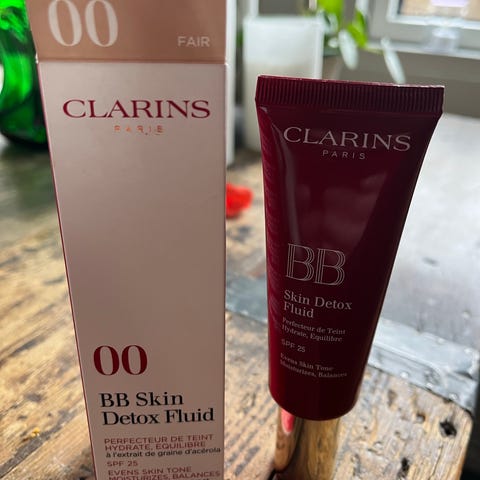 00
FAIR
CLARINS
PARIS
00
BB Skin
Detox Fluid
PERFECTEUR DE TEINT
HYDRATE, EQUILIBRE
à l'extrait de graine d'acérola
SPF 25
EVENS SKIN TONE
MOISTURIZES, BALANCES
CLARINS
PARIS
BB
Skin Detox
Fluid
Perfecteur de Teint
Hydrate, Equilibre
SPF 25
Evens Skin Tone
Moisturizes, Balances